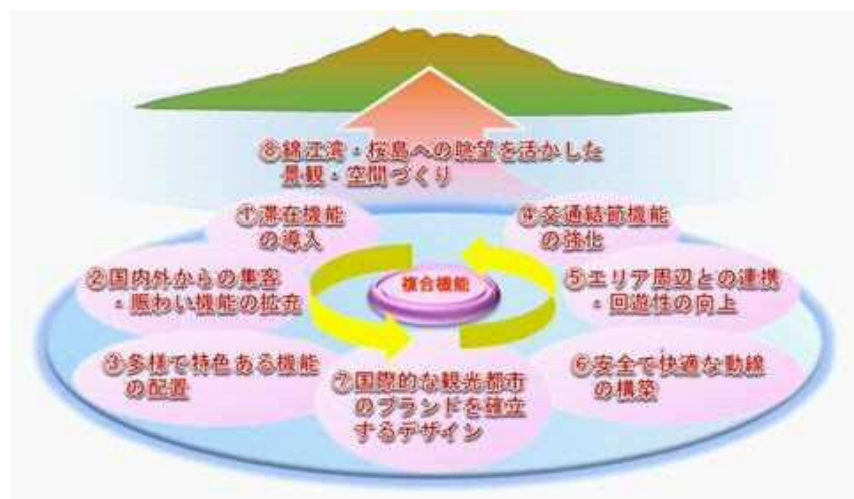 ⑧錦江湾・桜島への眺望を活かした
景観・空間づくり
①滞在機能
の導入
②国内外からの集客
・賑わい機能の拡充
③多様で特色ある機能
の配置
④交通結節機能
の強化
⑤エリア周辺との連携
・回遊性の向上
⑥安全で快適な動線
の構築
⑦国際的な観光都市
のブランドを確立
するデザイン
複合機能